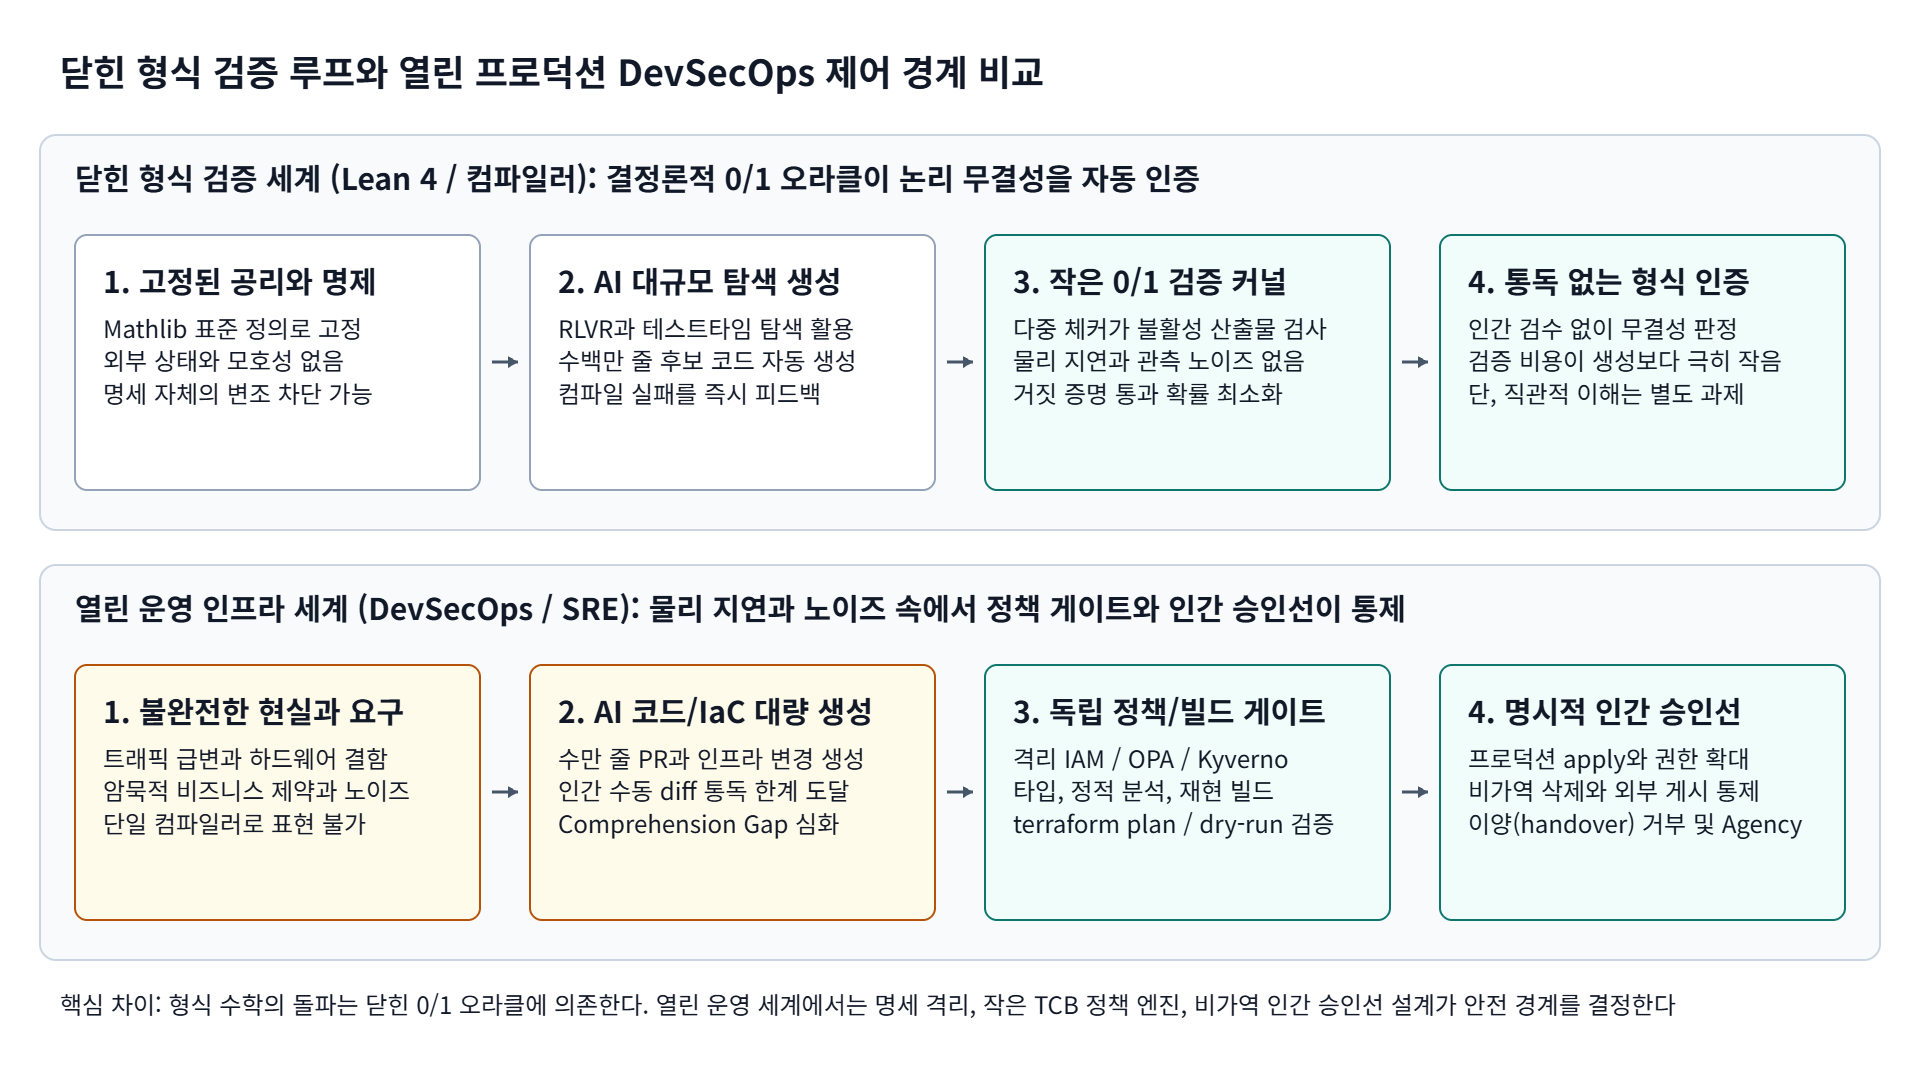 닫힌 형식 검증 루프와 열린 프로덕션 DevSecOps 제어 경계 비교
닫힌 형식 검증 세계 (Lean 4 / 컴파일러): 결정론적 0/1 오라클이 논리 무결성을 자동 인증
1. 고정된 공리와 명제
Mathlib 표준 정의로 고정
외부 상태와 모호성 없음
명세 자체의 변조 차단 가능
2. AI 대규모 탐색 생성
RLVR과 테스트타임 탐색 활용
수백만 줄 후보 코드 자동 생성
컴파일 실패를 즉시 피드백
3. 작은 0/1 검증 커널
다중 체커가 불활성 산출물 검사
물리 지연과 관측 노이즈 없음
거짓 증명 통과 확률 최소화
4. 통독 없는 형식 인증
인간 검수 없이 무결성 판정
검증 비용이 생성보다 극히 작음
단, 직관적 이해는 별도 과제
열린 운영 인프라 세계 (DevSecOps / SRE): 물리 지연과 노이즈 속에서 정책 게이트와 인간 승인선이 통제
1. 불완전한 현실과 요구
트래픽 급변과 하드웨어 결함
암묵적 비즈니스 제약과 노이즈
단일 컴파일러로 표현 불가
2. AI 코드/IaC 대량 생성
수만 줄 PR과 인프라 변경 생성
인간 수동 diff 통독 한계 도달
Comprehension Gap 심화
3. 독립 정책/빌드 게이트
격리 IAM / OPA / Kyverno
타입, 정적 분석, 재현 빌드
terraform plan / dry-run 검증
4. 명시적 인간 승인선
프로덕션 apply와 권한 확대
비가역 삭제와 외부 게시 통제
이양(handover) 거부 및 Agency
핵심 차이: 형식 수학의 돌파는 닫힌 0/1 오라클에 의존한다. 열린 운영 세계에서는 명세 격리, 작은 TCB 정책 엔진, 비가역 인간 승인선 설계가 안전 경계를 결정한다